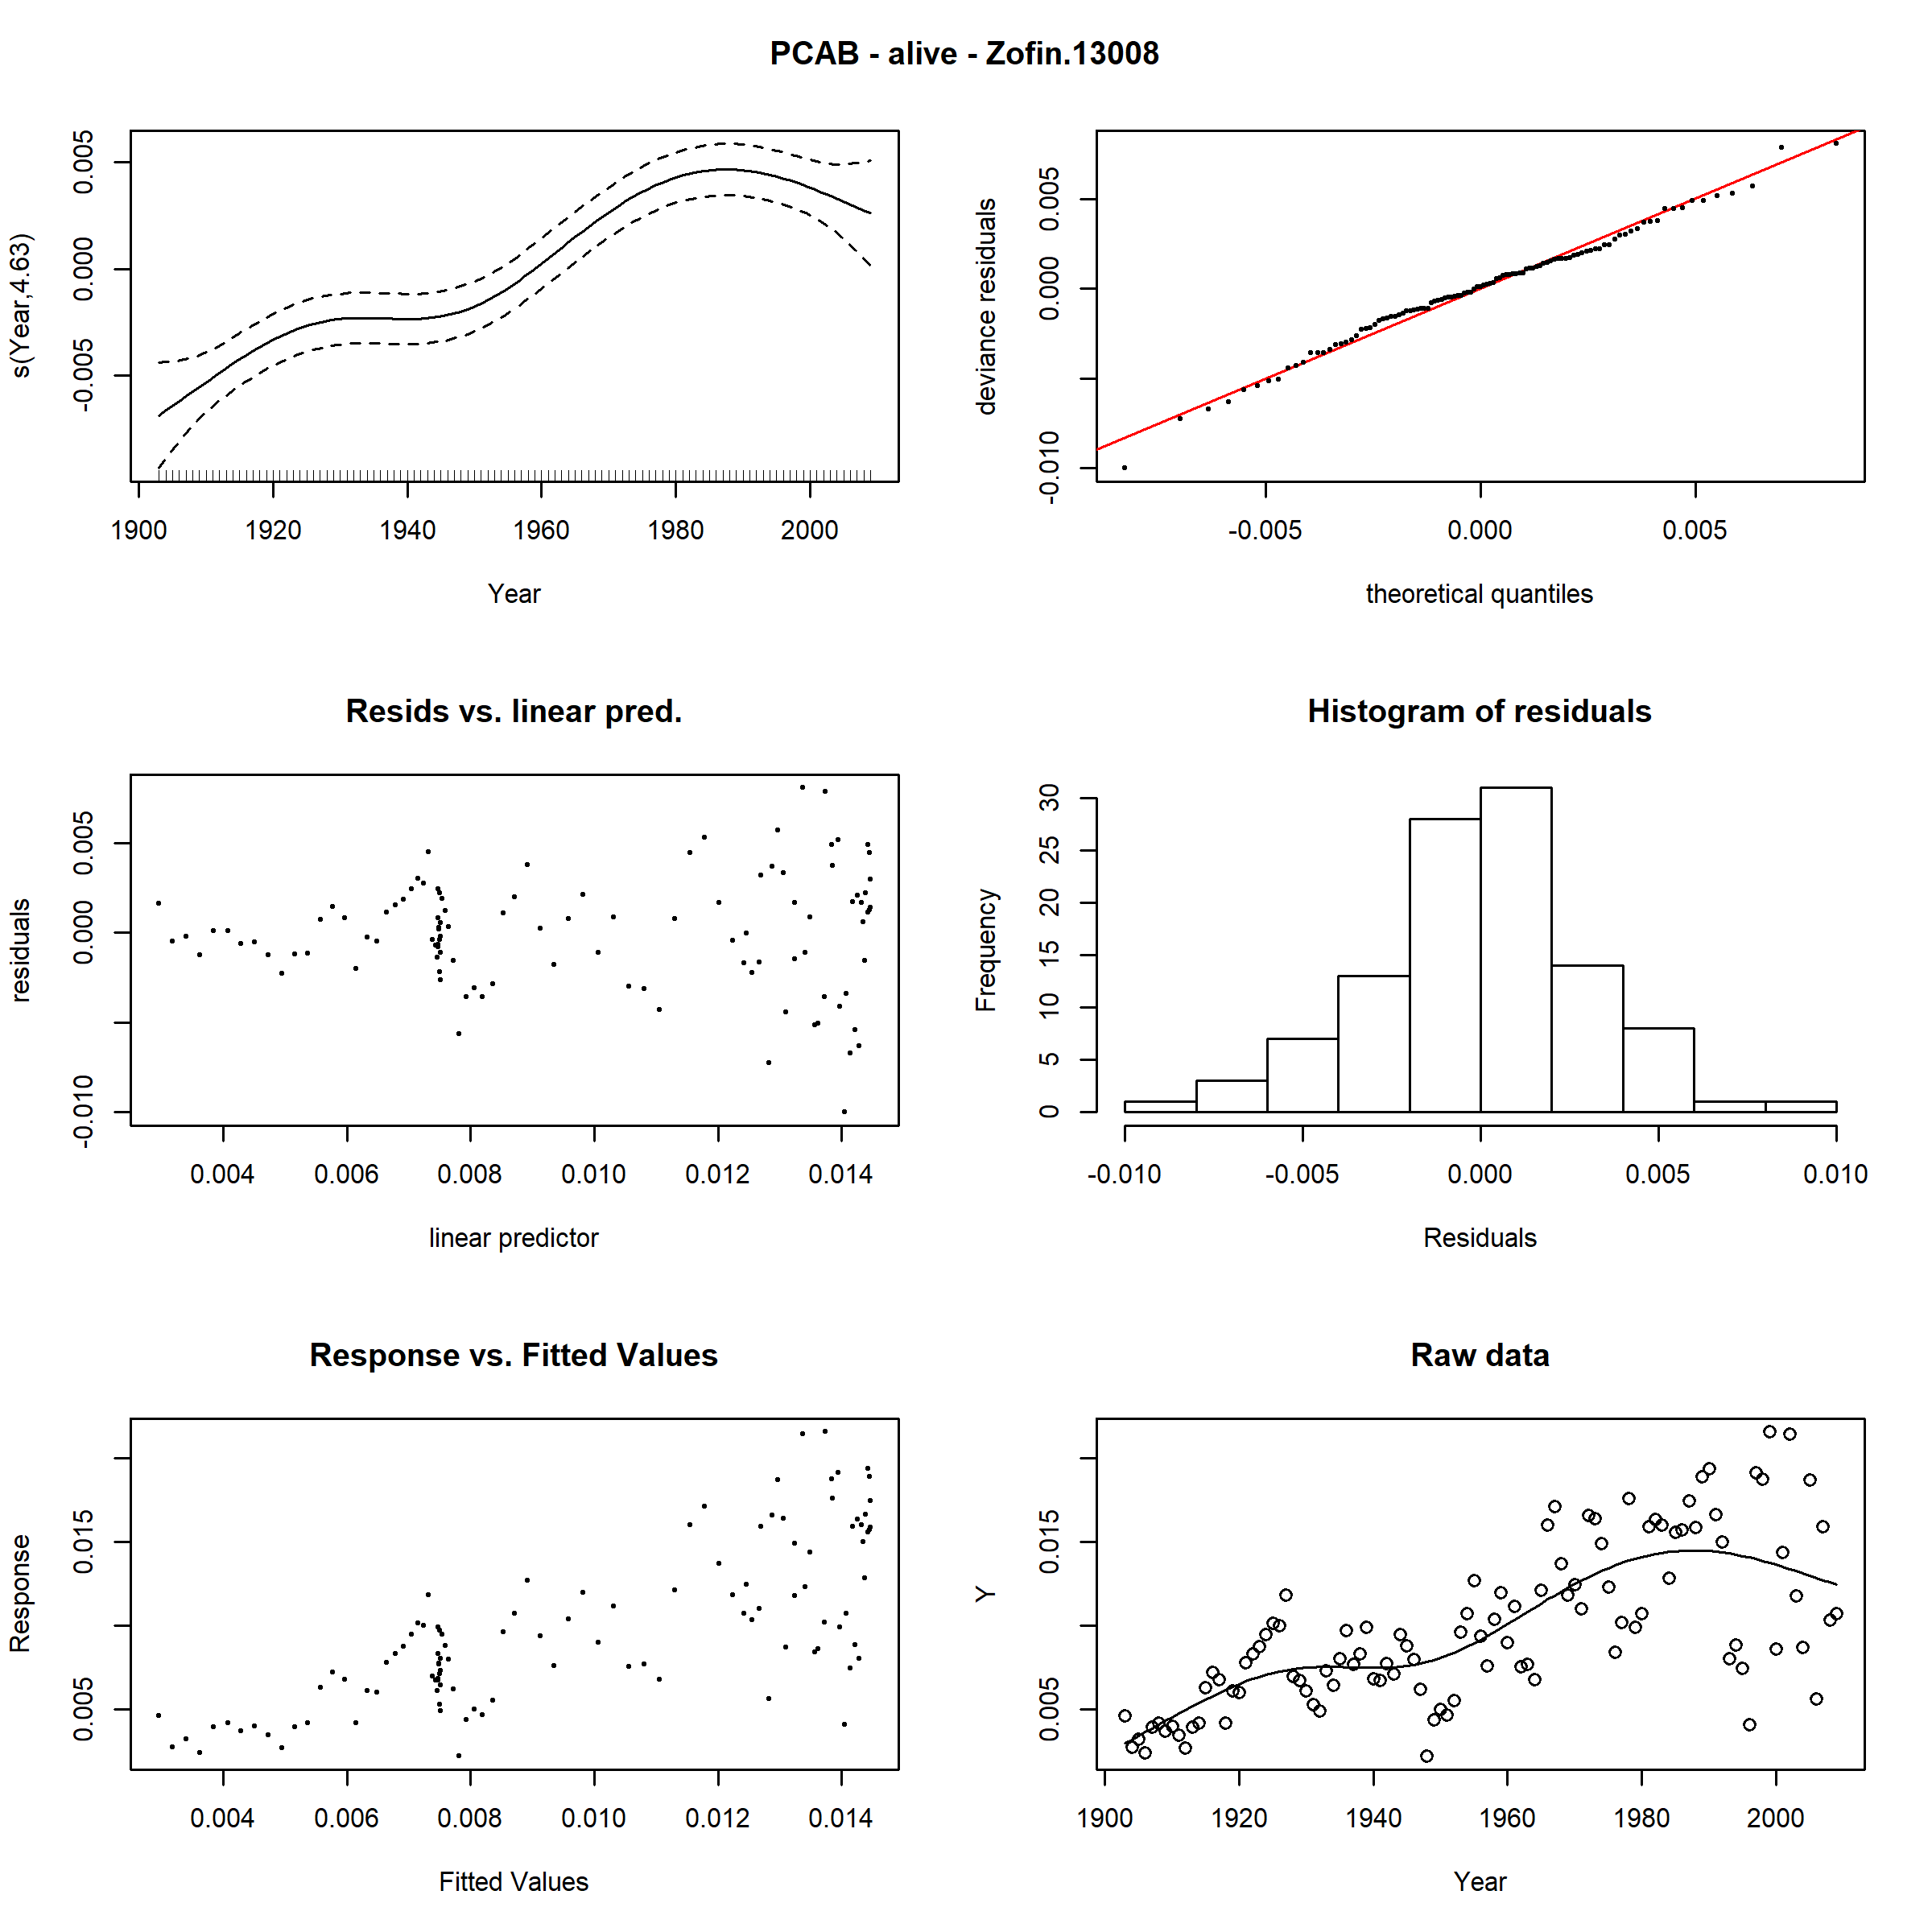 PCAB - alive - Zofin.13008
s(Year,4.63)
-0.005 0.000 0.005
1900 1920 1940 1960 1980 2000
Year
deviance residuals
-0.010 0.000 0.005
-0.005 0.000 0.005
theoretical quantiles
Resids vs. linear pred.
residuals
-0.010 0.000 0.005
0.004 0.006 0.008 0.010 0.012 0.014
linear predictor
Histogram of residuals
Frequency
0 5 10 15 20 25 30
-0.010 -0.005 0.000 0.005 0.010
Residuals
Response vs. Fitted Values
Response
0.005 0.015
0.004 0.006 0.008 0.010 0.012 0.014
Fitted Values
Raw data
Y
0.005 0.015
1900 1920 1940 1960 1980 2000
Year